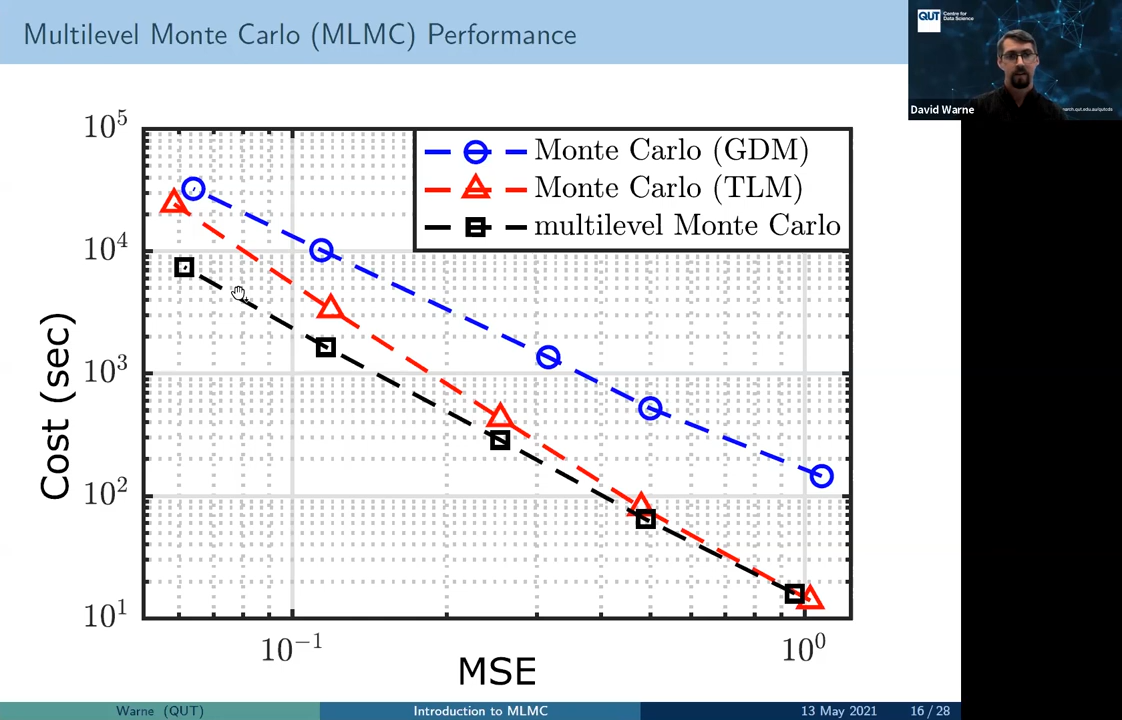 Multilevel Monte Carlo (MLMC) Performance
QUT Centre for
Data Science
David Warne
10^5
10^4
10^3
10^2
10^1
Cost (sec)
Monte Carlo (GDM)
Monte Carlo (TLM)
multilevel Monte Carlo
10^-1
10^0
MSE
Warne (QUT)
Introduction to MLMC
13 May 2021
16 / 28